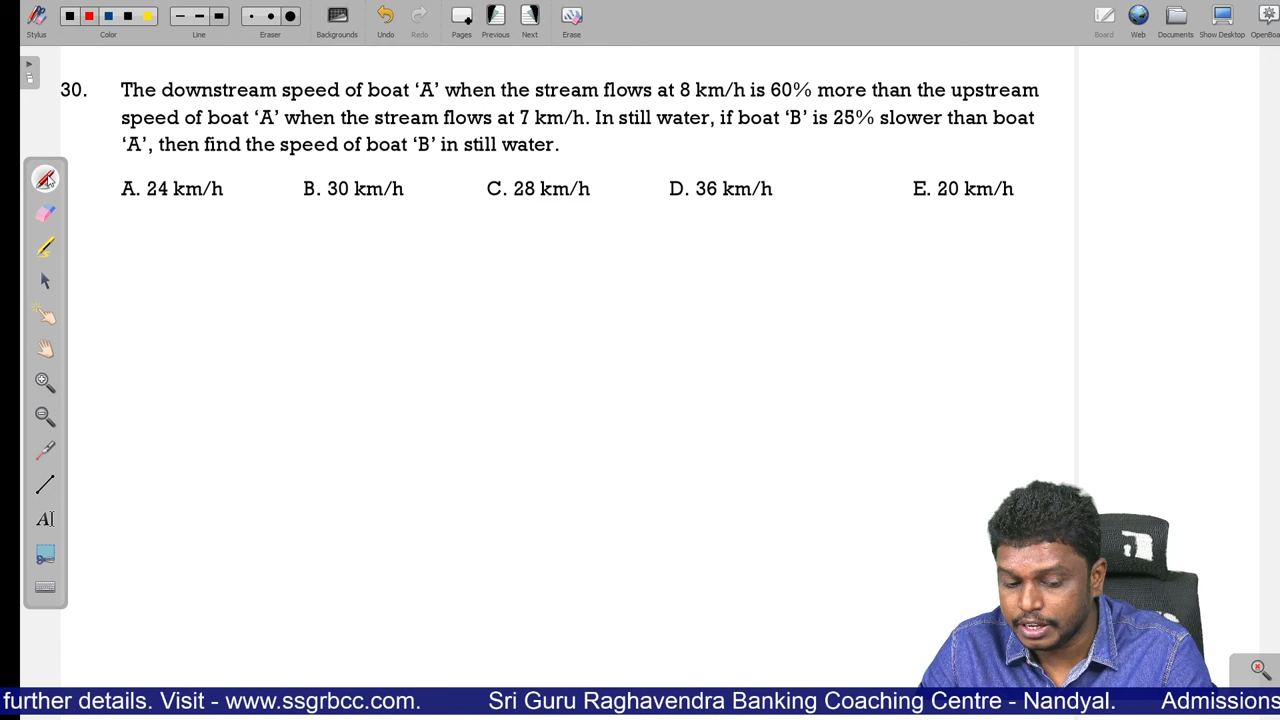 Stylus Color Line Eraser Backgrounds Undo Redo Pages Previous Next Erase Board Web Documents Show Desktop OpenBoa
30. The downstream speed of boat ‘A’ when the stream flows at 8 km/h is 60% more than the upstream
speed of boat ‘A’ when the stream flows at 7 km/h. In still water, if boat ‘B’ is 25% slower than boat
‘A’, then find the speed of boat ‘B’ in still water.
A. 24 km/h B. 30 km/h C. 28 km/h D. 36 km/h E. 20 km/h
further details. Visit - www.ssgrbcc.com. Sri Guru Raghavendra Banking Coaching Centre - Nandyal. Admissions